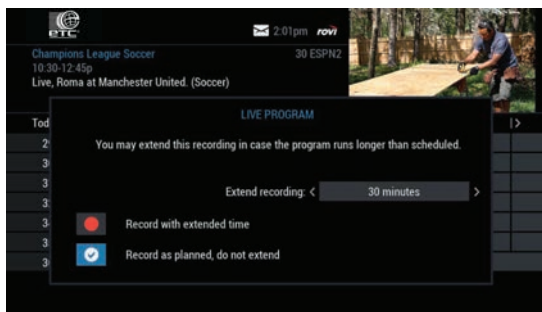 etc
2:01pm rovi
Champions League Soccer 30 ESPN2
10:30-12:45p
Live, Roma at Manchester United. (Soccer)
LIVE PROGRAM
Tod
You may extend this recording in case the program runs longer than scheduled.
Extend recording: < 30 minutes >
Record with extended time
Record as planned, do not extend